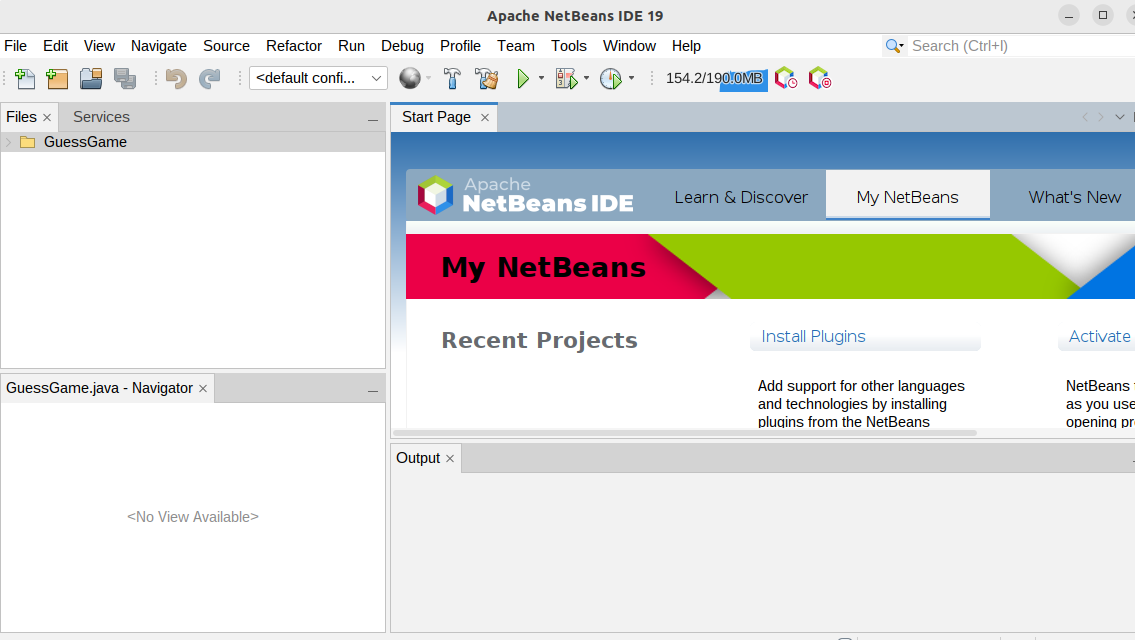 Apache NetBeans IDE 19
File Edit View Navigate Source Refactor Run Debug Profile Team Tools Window Help
Search (Ctrl+I)
<default confi...
154.2/190.0MB
Files
Services
GuessGame
Start Page
Apache
NetBeans IDE
Learn & Discover
My NetBeans
What's New
My NetBeans
Recent Projects
Install Plugins
Activate
Add support for other languages
and technologies by installing
plugins from the NetBeans
NetBeans
as you use
opening
GuessGame.java - Navigator
<No View Available>
Output